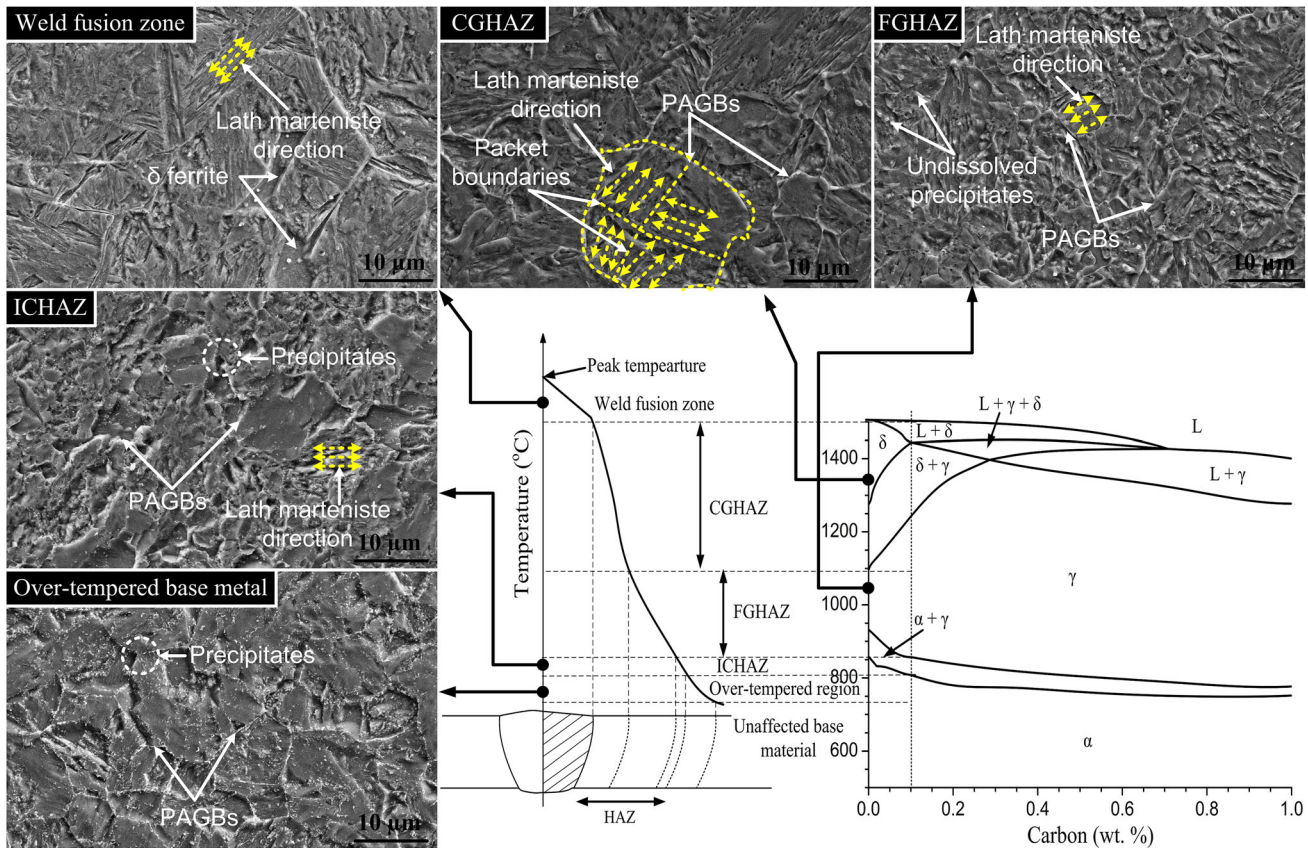 Weld fusion zone
Lath marteniste
direction
δ ferrite
10 µm
CGHAZ
Lath marteniste
direction
PAGBs
Packet
boundaries
10 µm
FGHAZ
Lath marteniste
direction
Undissolved
precipitates
PAGBs
10 µm
ICHAZ
Precipitates
PAGBs
Lath marteniste
direction
10 µm
Over-tempered base metal
Precipitates
PAGBs
10 µm
Temperature (°C)
Peak tempearture
Weld fusion zone
CGHAZ
FGHAZ
ICHAZ
Over-tempered region
Unaffected base
material
HAZ
L + γ + δ
L
L + δ
δ
δ + γ
L + γ
γ
α + γ
α
1400
1200
1000
800
600
0.0
0.2
0.4
0.6
0.8
1.0
Carbon (wt. %)